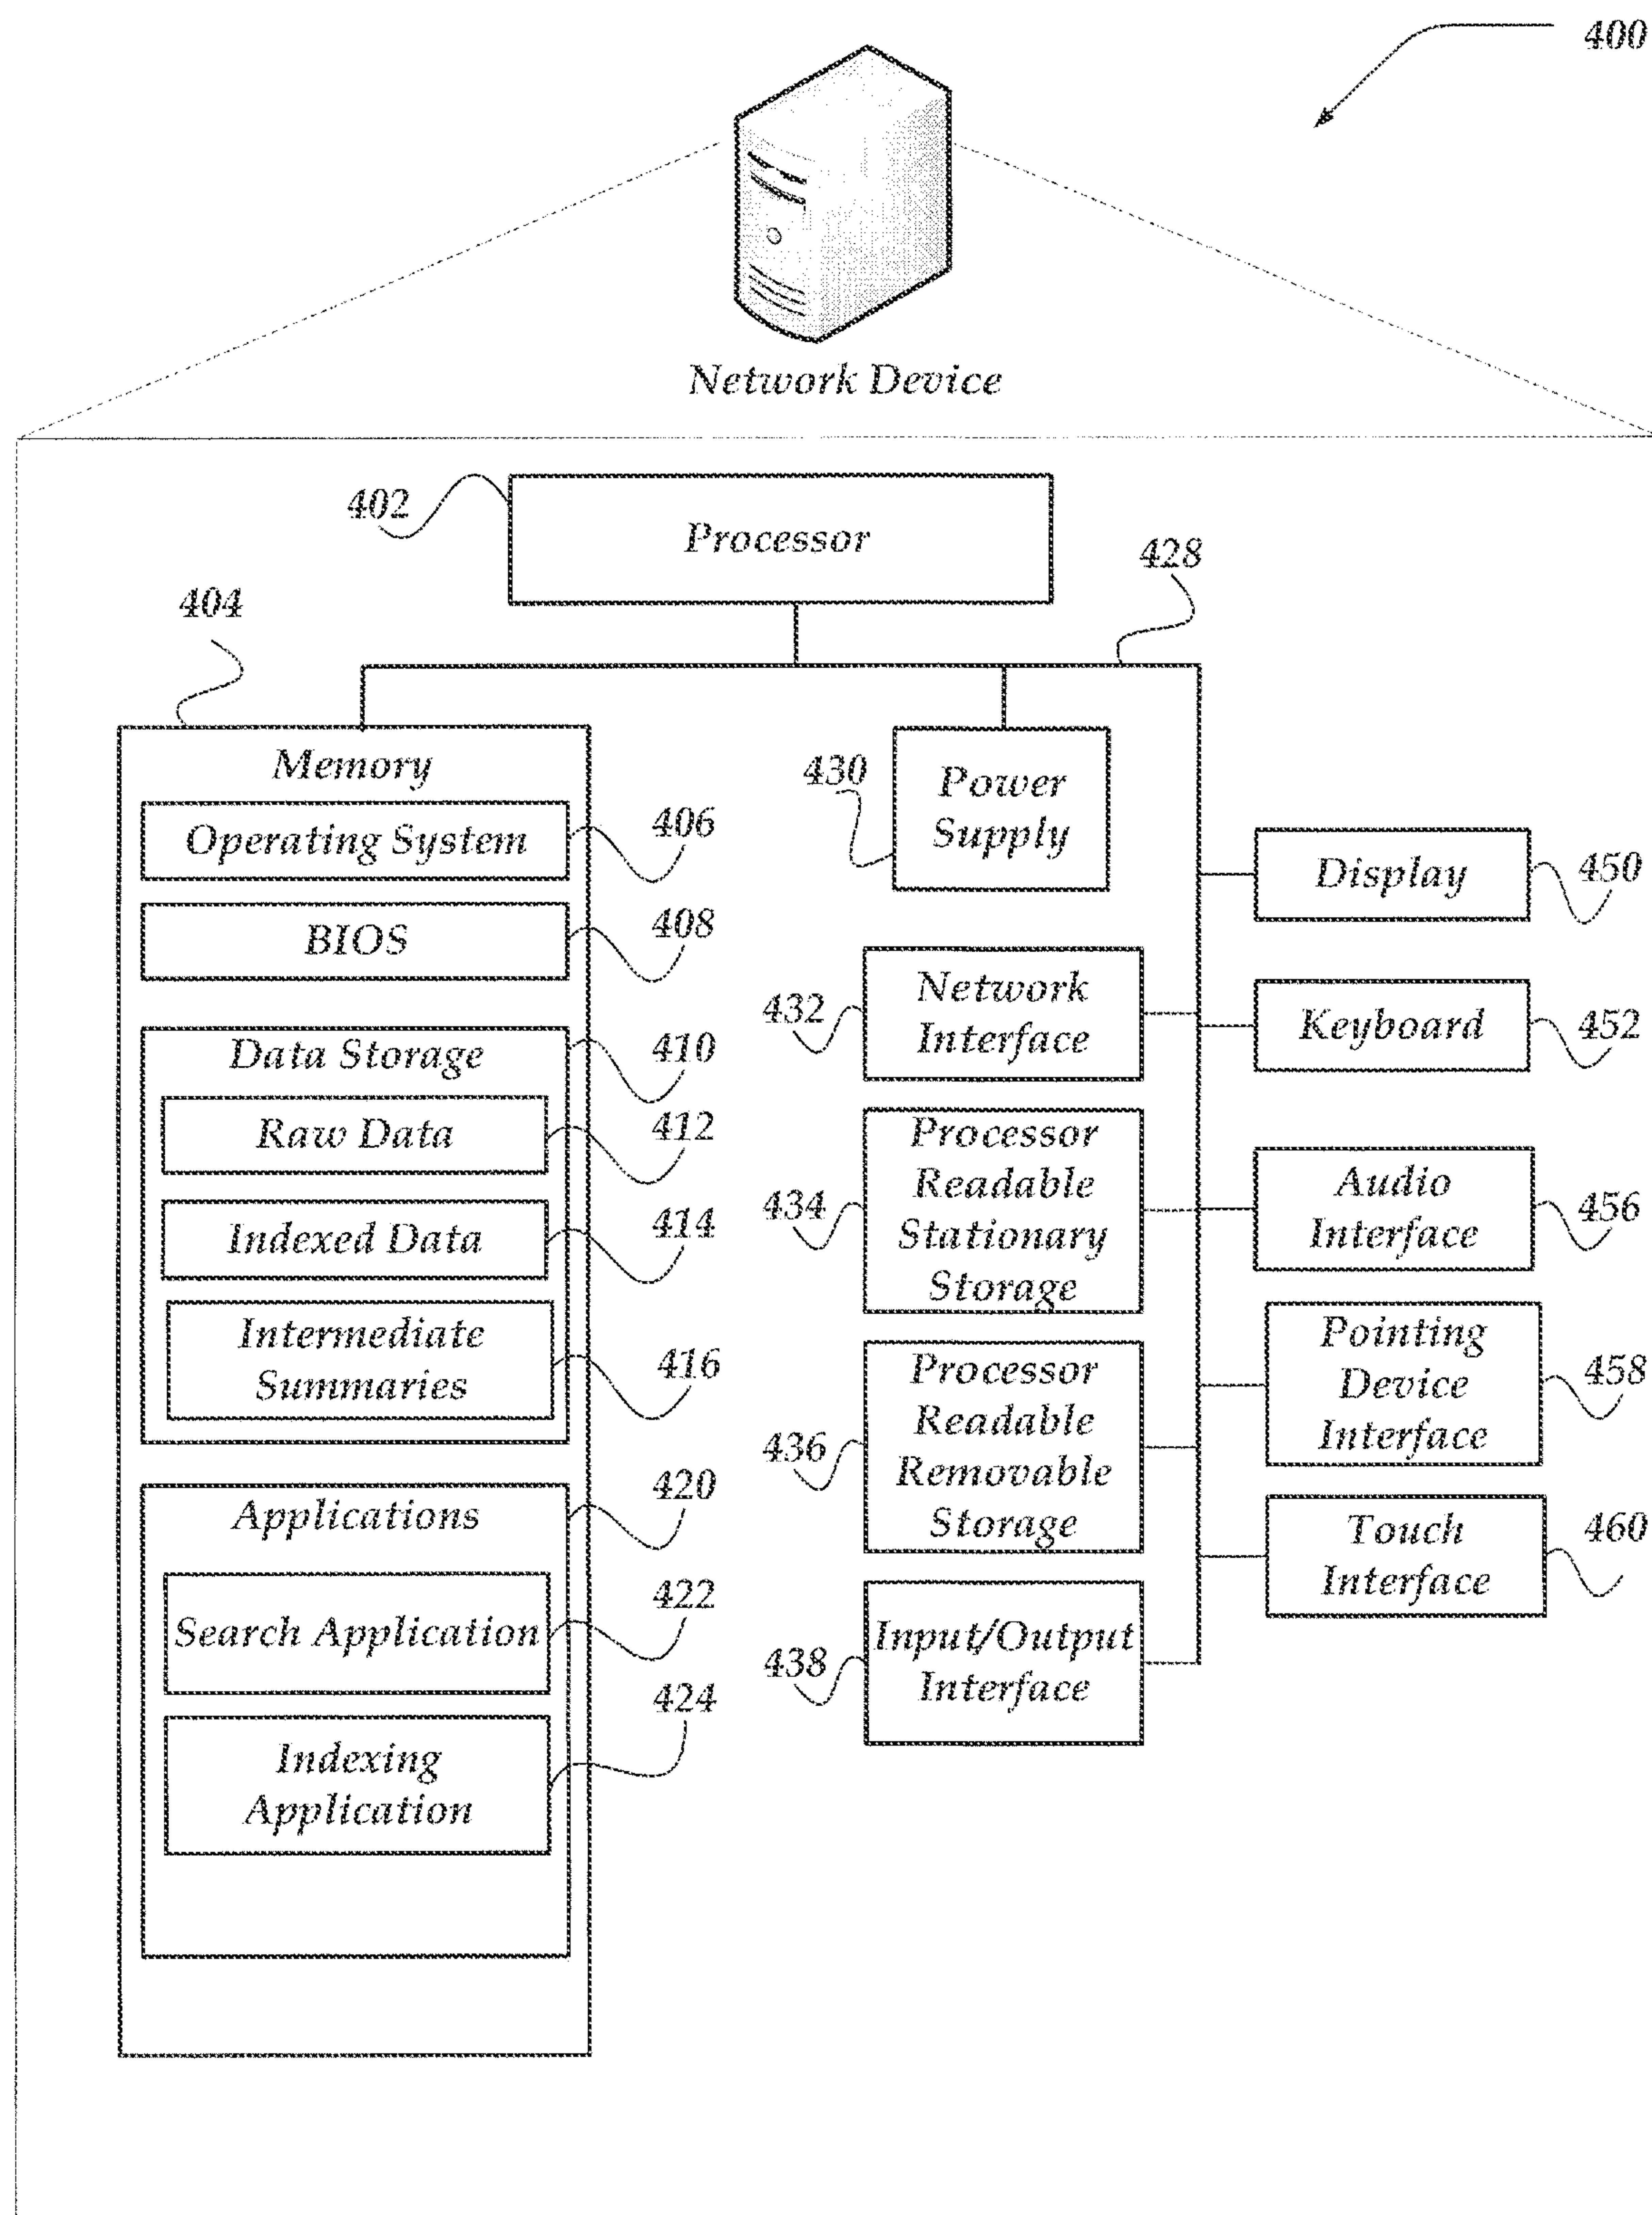 400
Network Device
402
Processor
428
404
Memory
430
Power
Supply
Operating System
406
Display
450
BIOS
408
432
Network
Interface
Keyboard
452
Data Storage
410
Raw Data
412
434
Processor
Readable
Stationary
Storage
Audio
Interface
456
Indexed Data
414
Intermediate
Summaries
416
436
Processor
Readable
Removable
Storage
Pointing
Device
Interface
458
Applications
420
Touch
Interface
460
Search Application
422
438
Input/Output
Interface
424
Indexing
Application